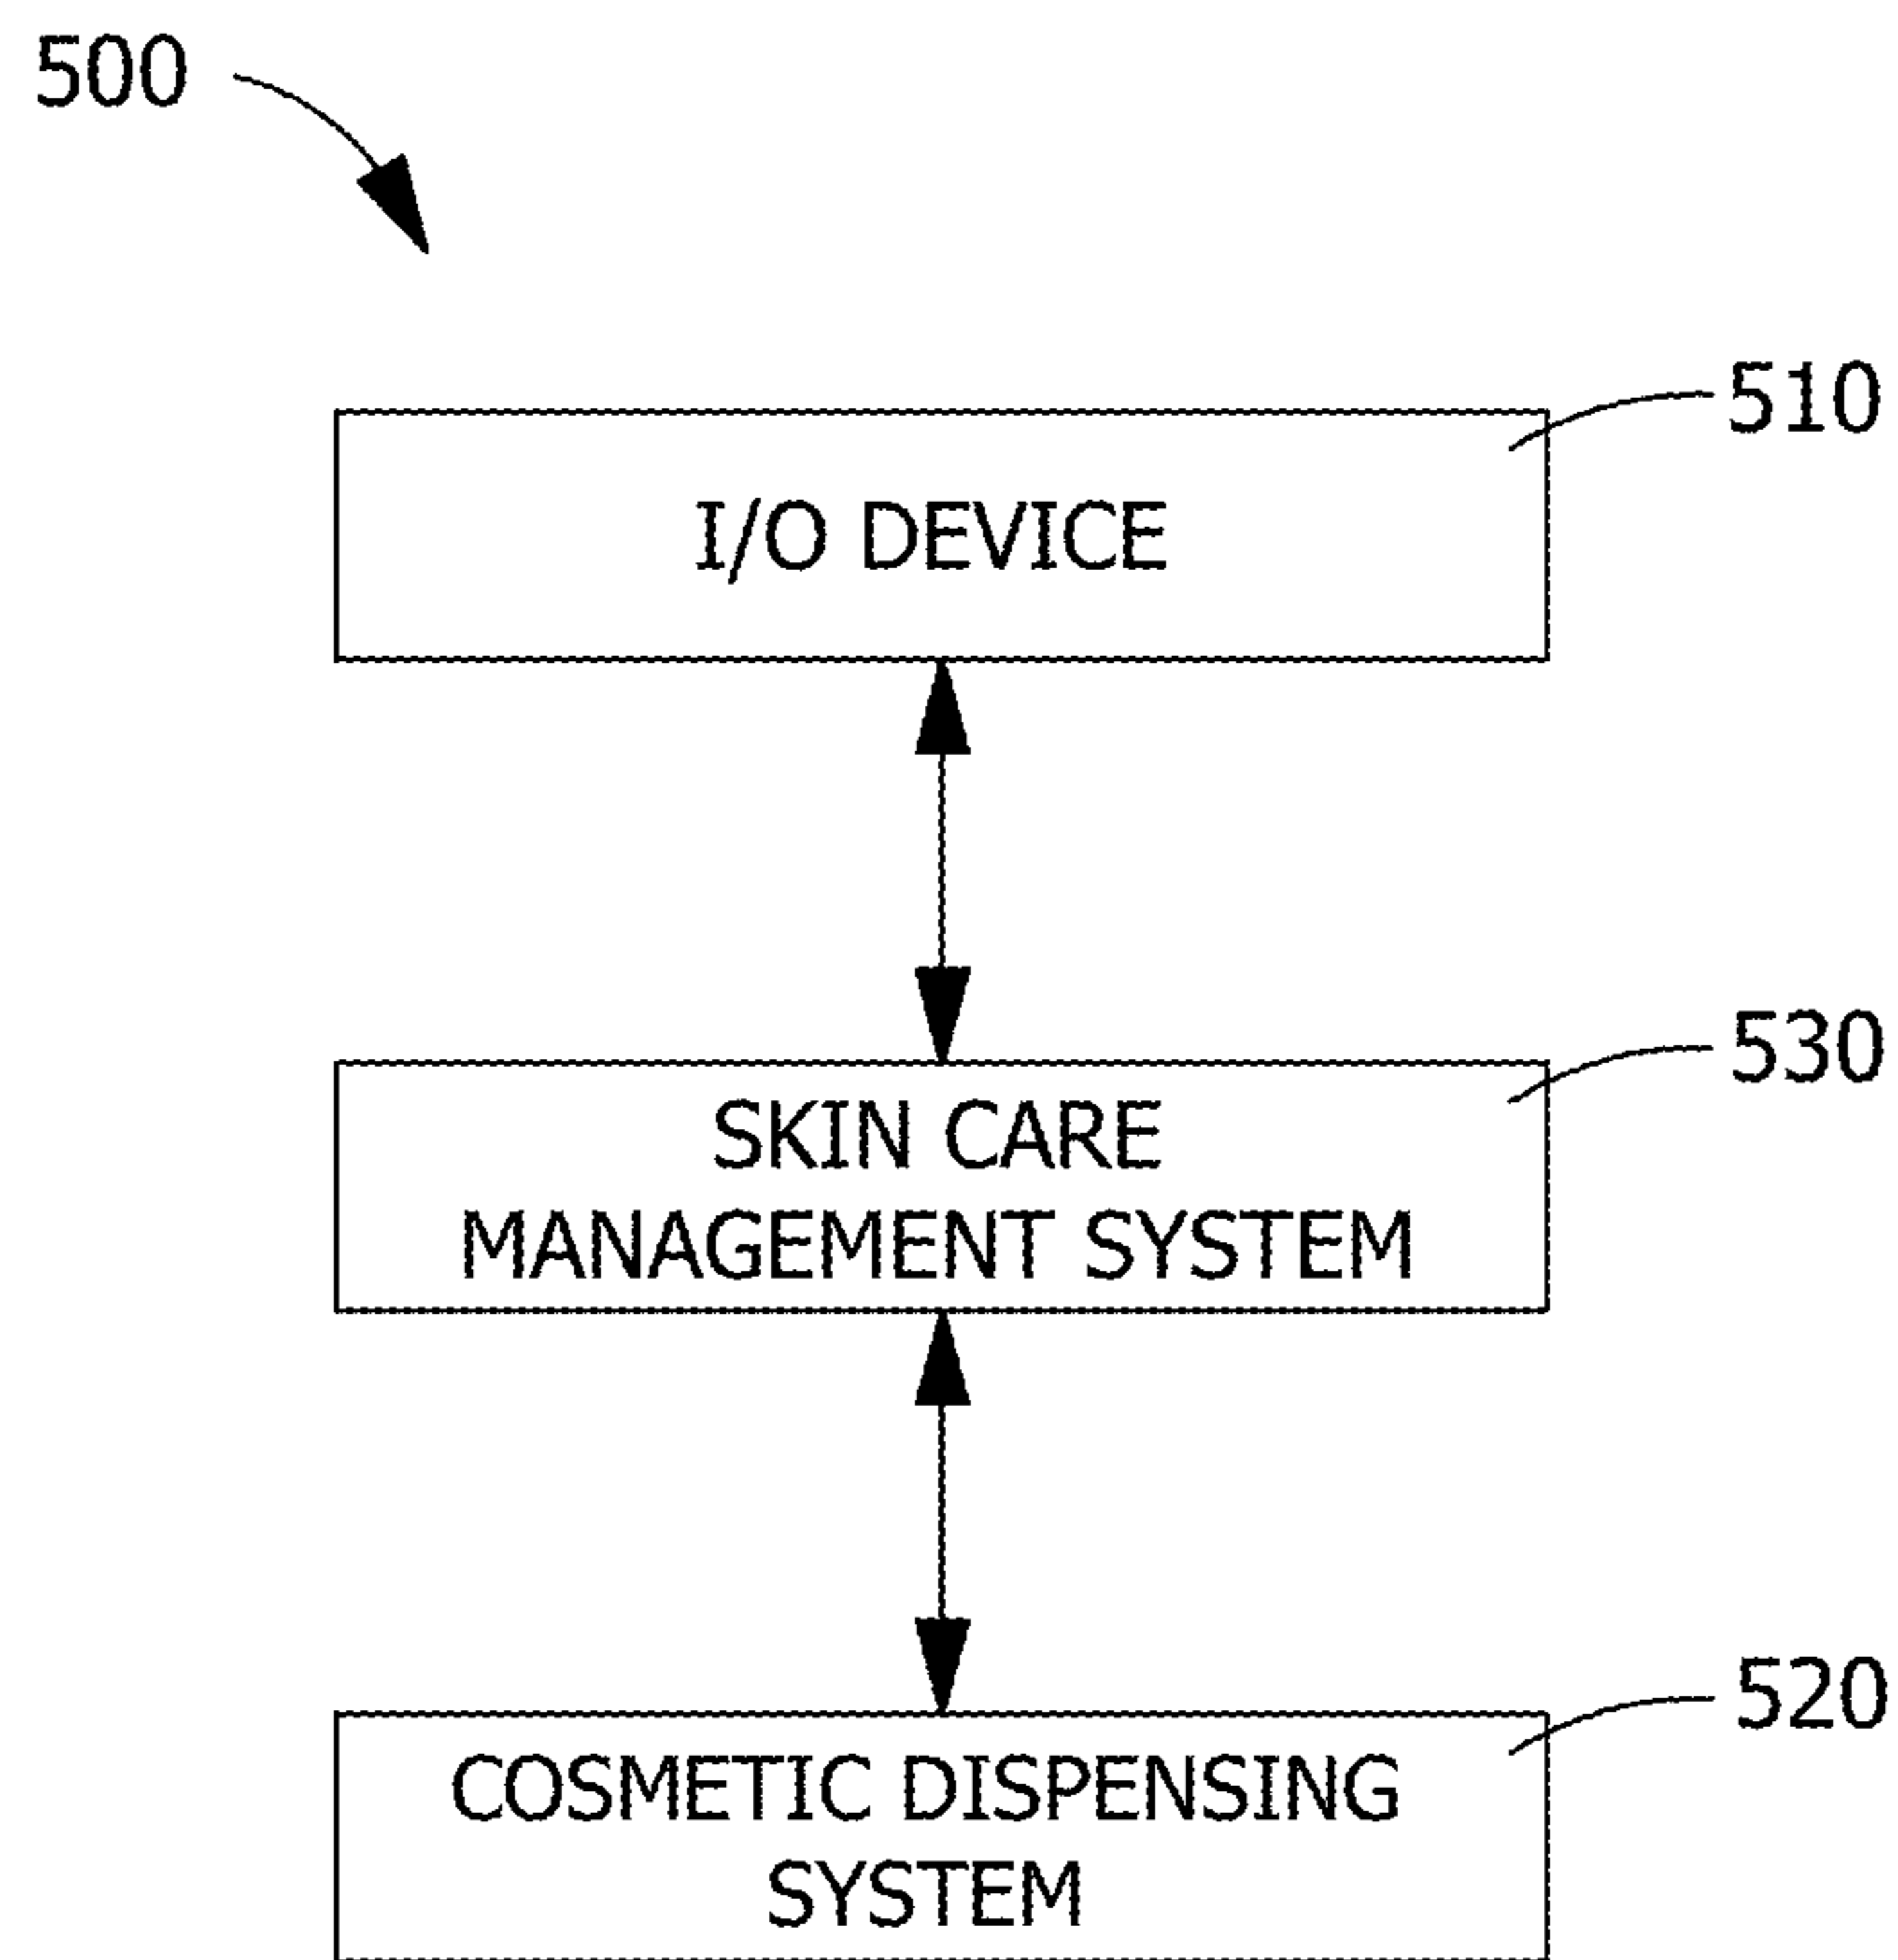 500
510
I/O DEVICE
530
SKIN CARE
MANAGEMENT SYSTEM
520
COSMETIC DISPENSING
SYSTEM